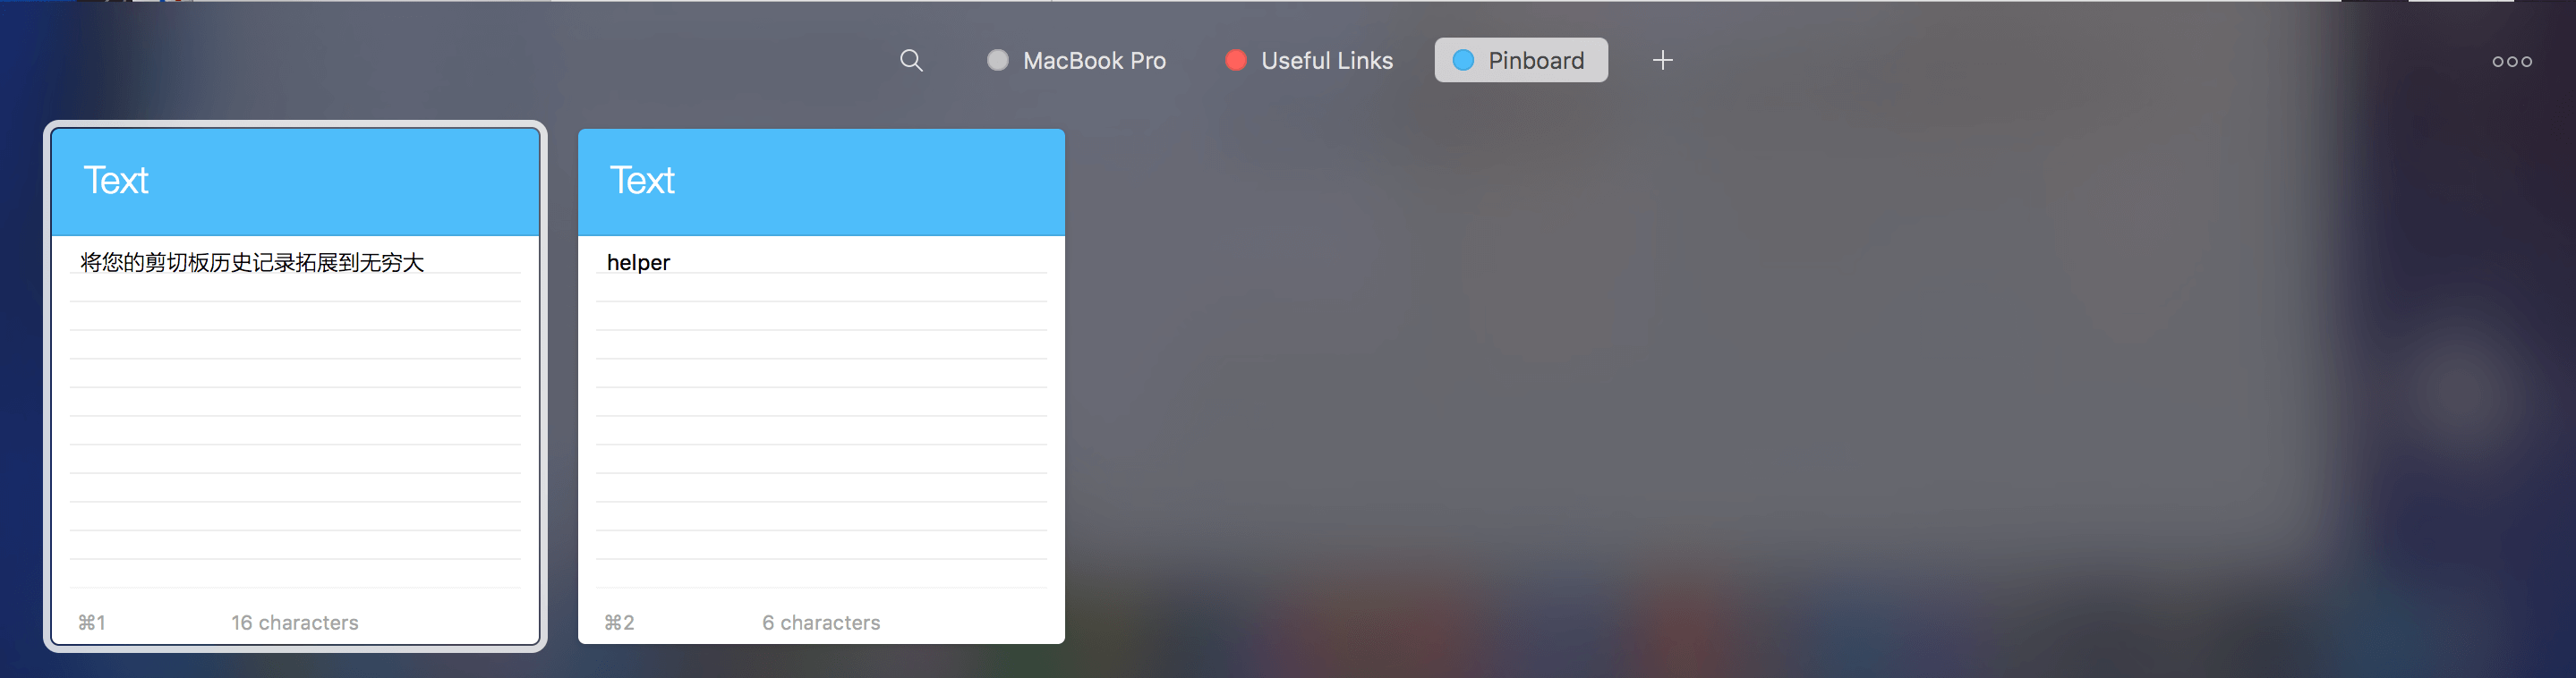 MacBook Pro
Useful Links
Pinboard
Text
将您的剪切板历史记录拓展到无穷大
⌘1
16 characters
Text
helper
⌘2
6 characters